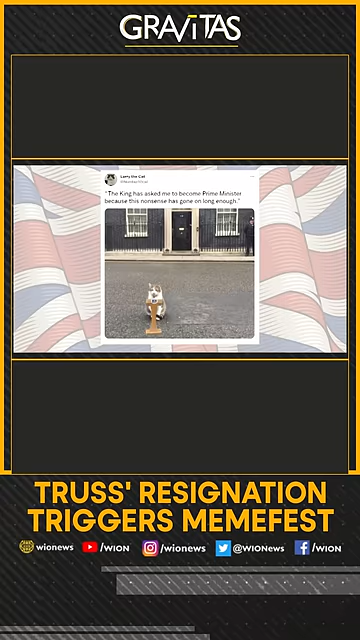 GRAVITAS
Larry the Cat
"The King has asked me to become Prime Minister
because this nonsense has gone on long enough."
TRUSS' RESIGNATION
TRIGGERS MEMEFEST
wionews /WION /wionews @WIONews /WION